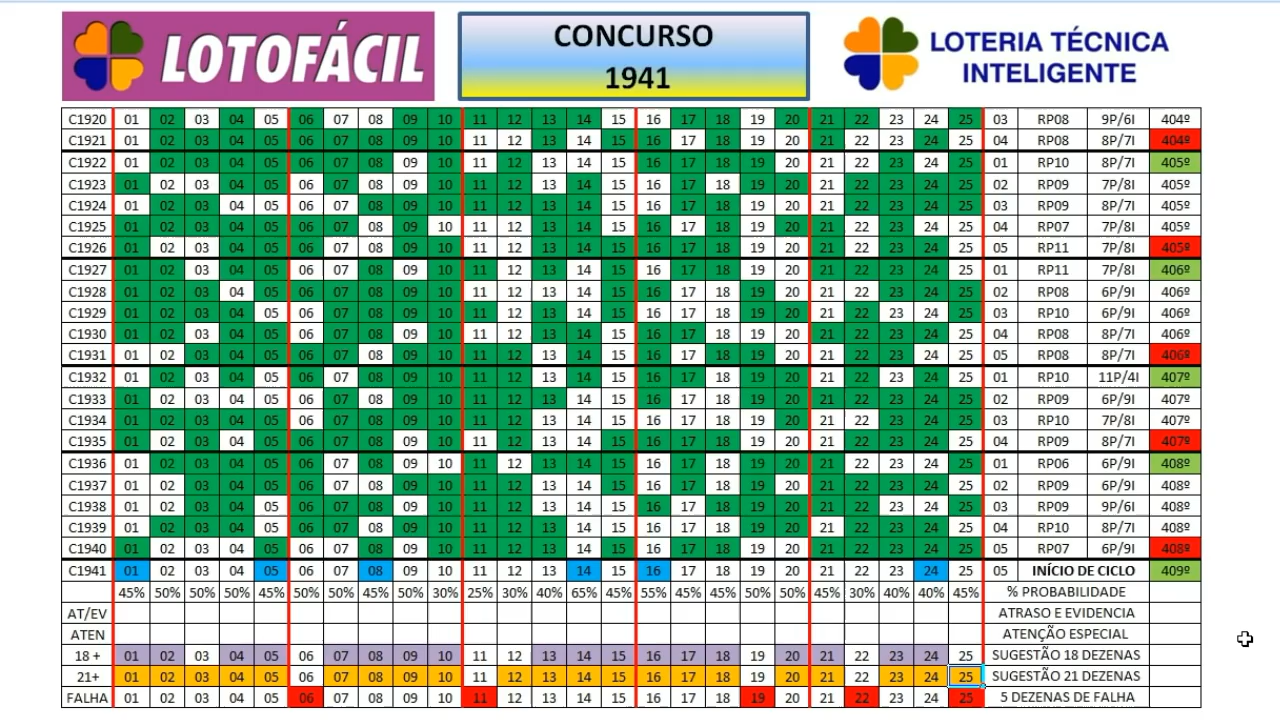 LOTOFÁCIL
CONCURSO
1941
LOTERIA TÉCNICA
INTELIGENTE
C1920 01 02 03 04 05 06 07 08 09 10 11 12 13 14 15 16 17 18 19 20 21 22 23 24 25 03 RP08 9P/6I 404º
C1921 01 02 03 04 05 06 07 08 09 10 11 12 13 14 15 16 17 18 19 20 21 22 23 24 25 04 RP08 8P/7I 404º
C1922 01 02 03 04 05 06 07 08 09 10 11 12 13 14 15 16 17 18 19 20 21 22 23 24 25 01 RP10 8P/7I 405º
C1923 01 02 03 04 05 06 07 08 09 10 11 12 13 14 15 16 17 18 19 20 21 22 23 24 25 02 RP09 7P/8I 405º
C1924 01 02 03 04 05 06 07 08 09 10 11 12 13 14 15 16 17 18 19 20 21 22 23 24 25 03 RP09 8P/7I 405º
C1925 01 02 03 04 05 06 07 08 09 10 11 12 13 14 15 16 17 18 19 20 21 22 23 24 25 04 RP07 7P/8I 405º
C1926 01 02 03 04 05 06 07 08 09 10 11 12 13 14 15 16 17 18 19 20 21 22 23 24 25 05 RP11 7P/8I 405º
C1927 01 02 03 04 05 06 07 08 09 10 11 12 13 14 15 16 17 18 19 20 21 22 23 24 25 01 RP11 7P/8I 406º
C1928 01 02 03 04 05 06 07 08 09 10 11 12 13 14 15 16 17 18 19 20 21 22 23 24 25 02 RP08 6P/9I 406º
C1929 01 02 03 04 05 06 07 08 09 10 11 12 13 14 15 16 17 18 19 20 21 22 23 24 25 03 RP10 6P/9I 406º
C1930 01 02 03 04 05 06 07 08 09 10 11 12 13 14 15 16 17 18 19 20 21 22 23 24 25 04 RP08 8P/7I 406º
C1931 01 02 03 04 05 06 07 08 09 10 11 12 13 14 15 16 17 18 19 20 21 22 23 24 25 05 RP08 8P/7I 406º
C1932 01 02 03 04 05 06 07 08 09 10 11 12 13 14 15 16 17 18 19 20 21 22 23 24 25 01 RP10 11P/4I 407º
C1933 01 02 03 04 05 06 07 08 09 10 11 12 13 14 15 16 17 18 19 20 21 22 23 24 25 02 RP09 6P/9I 407º
C1934 01 02 03 04 05 06 07 08 09 10 11 12 13 14 15 16 17 18 19 20 21 22 23 24 25 03 RP10 7P/8I 407º
C1935 01 02 03 04 05 06 07 08 09 10 11 12 13 14 15 16 17 18 19 20 21 22 23 24 25 04 RP09 8P/7I 407º
C1936 01 02 03 04 05 06 07 08 09 10 11 12 13 14 15 16 17 18 19 20 21 22 23 24 25 01 RP06 6P/9I 408º
C1937 01 02 03 04 05 06 07 08 09 10 11 12 13 14 15 16 17 18 19 20 21 22 23 24 25 02 RP09 6P/9I 408º
C1938 01 02 03 04 05 06 07 08 09 10 11 12 13 14 15 16 17 18 19 20 21 22 23 24 25 03 RP09 9P/6I 408º
C1939 01 02 03 04 05 06 07 08 09 10 11 12 13 14 15 16 17 18 19 20 21 22 23 24 25 04 RP10 8P/7I 408º
C1940 01 02 03 04 05 06 07 08 09 10 11 12 13 14 15 16 17 18 19 20 21 22 23 24 25 05 RP07 6P/9I 408º
C1941 01 02 03 04 05 06 07 08 09 10 11 12 13 14 15 16 17 18 19 20 21 22 23 24 25 05 INÍCIO DE CICLO 409º
45% 50% 50% 50% 45% 50% 50% 45% 50% 50% 25% 30% 40% 65% 40% 55% 45% 45% 50% 50% 45% 30% 40% 40% 45% % PROBABILIDADE
AT/EV ATRASO E EVIDENCIA
ATEN ATENÇÃO ESPECIAL
18 + 01 02 03 04 05 06 07 08 09 10 11 12 13 14 15 16 17 18 19 20 21 22 23 24 25 SUGESTÃO 18 DEZENAS
21+ 01 02 03 04 05 06 07 08 09 10 11 12 13 14 15 16 17 18 19 20 21 22 23 24 25 SUGESTÃO 21 DEZENAS
FALHA 01 02 03 04 05 06 07 08 09 10 11 12 13 14 15 16 17 18 19 20 21 22 23 24 25 5 DEZENAS DE FALHA